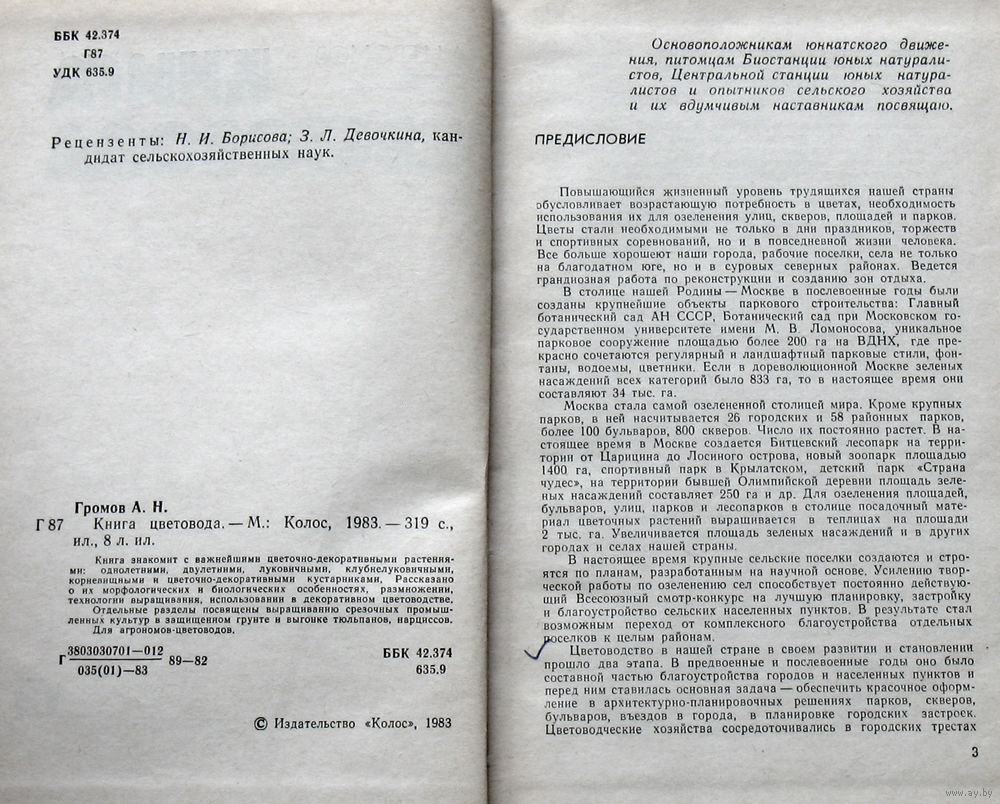 ББК 42.374
Г87
УДК 635.9
Рецензенты: Н. И. Борисова; З. Л. Девочкина, кан-
дидат сельскохозяйственных наук.
Громов А. Н.
Г 87 Книга цветовода. — М.: Колос, 1983. — 319 с.,
ил., 8 л. ил.
Книга знакомит с важнейшими цветочно-декоративными растения-
ми: однолетними, двулетними, луковичными, клубнелуковичными,
корневищными и цветочно-декоративными кустарниками. Рассказано
о их морфологических и биологических особенностях, размножении,
технологии выращивания, использовании в декоративном цветоводстве.
Отдельные разделы посвящены выращиванию срезочных промыш-
ленных культур в защищенном грунте и выгонке тюльпанов, нарциссов.
Для агрономов-цветоводов.
3803030701—012
Г 89—82
035(01)—83
ББК 42.374
635.9
© Издательство «Колос», 1983
Основоположникам юннатского движе-
ния, питомцам Биостанции юных натурали-
стов, Центральной станции юных натура-
листов и опытников сельского хозяйства
и их вдумчивым наставникам посвящаю.
ПРЕДИСЛОВИЕ
Повышающийся жизненный уровень трудящихся нашей страны
обусловливает возрастающую потребность в цветах, необходимость
использования их для озеленения улиц, скверов, площадей и парков.
Цветы стали необходимыми не только в дни праздников, торжеств
и спортивных соревнований, но и в повседневной жизни человека.
Все больше хорошеют наши города, рабочие поселки, села не только
на благодатном юге, но и в суровых северных районах. Ведется
грандиозная работа по реконструкции и созданию зон отдыха.
В столице нашей Родины — Москве в послевоенные годы были
созданы крупнейшие объекты паркового строительства: Главный
ботанический сад АН СССР, Ботанический сад при Московском го-
сударственном университете имени М. В. Ломоносова, уникальное
парковое сооружение площадью более 200 га на ВДНХ, где пре-
красно сочетаются регулярный и ландшафтный парковые стили, фон-
таны, водоемы, цветники. Если в дореволюционной Москве зеленых
насаждений всех категорий было 833 га, то в настоящее время они
составляют 34 тыс. га.
Москва стала самой озелененной столицей мира. Кроме крупных
парков, в ней насчитывается 26 городских и 58 районных парков,
более 100 бульваров, 800 скверов. Число их постоянно растет. В на-
стоящее время в Москве создается Битцевский лесопарк на террито-
рии от Царицина до Лосиного острова, новый зоопарк площадью
1400 га, спортивный парк в Крылатском, детский парк «Страна
чудес», на территории бывшей Олимпийской деревни площадь зеле-
ных насаждений составляет 250 га и др. Для озеленения площадей,
бульваров, улиц, парков и лесопарков в столице посадочный мате-
риал цветочных растений выращивается в теплицах на площади
2 тыс. га. Увеличивается площадь зеленых насаждений и в других
городах и селах нашей страны.
В настоящее время крупные сельские поселки создаются и стро-
ятся по планам, разработанным на научной основе. Усилению твор-
ческой работы по озеленению сел способствует постоянно действую-
щий Всесоюзный смотр-конкурс на лучшую планировку, застройку
и благоустройство сельских населенных пунктов. В результате стал
возможным переход от комплексного благоустройства отдельных
поселков к целым районам.
Цветоводство в нашей стране в своем развитии и становлении
прошло два этапа. В предвоенные и послевоенные годы оно было
составной частью благоустройства городов и населенных пунктов и
перед ним ставилась основная задача — обеспечить красочное оформ-
ление в архитектурно-планировочных решениях парков, скверов,
бульваров, въездов в города, в планировке городских застроек.
Цветоводческие хозяйства сосредоточивались в городских трестах
3
www.ay.by